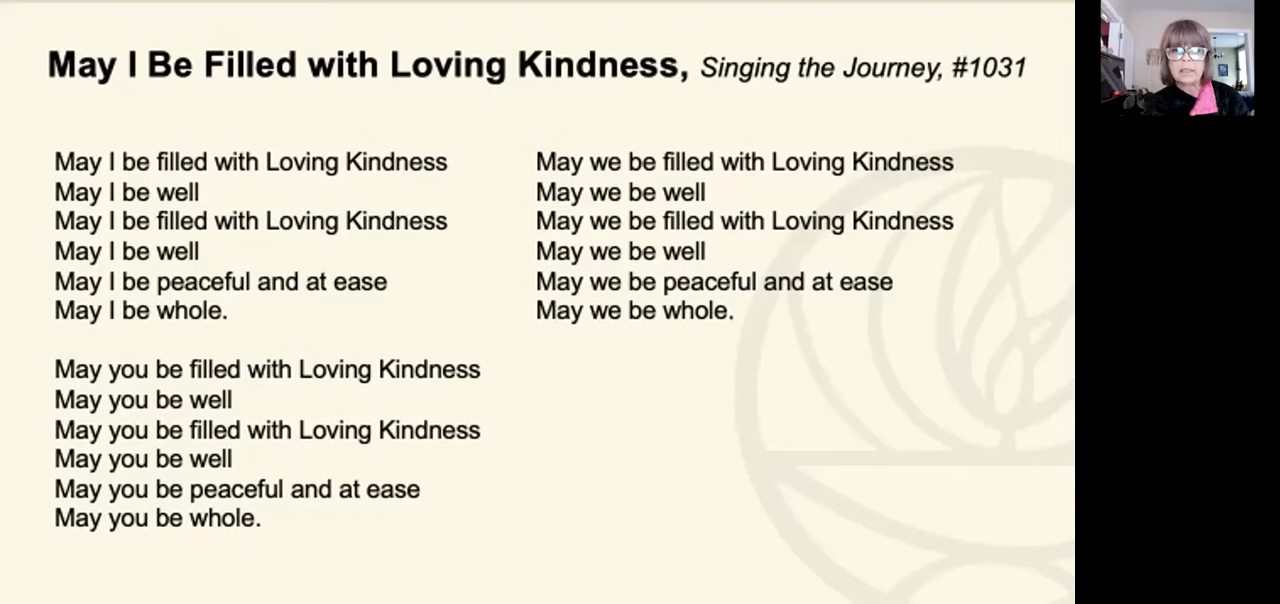 May I Be Filled with Loving Kindness, Singing the Journey, #1031
May I be filled with Loving Kindness
May I be well
May I be filled with Loving Kindness
May I be well
May I be peaceful and at ease
May I be whole.
May you be filled with Loving Kindness
May you be well
May you be filled with Loving Kindness
May you be well
May you be peaceful and at ease
May you be whole.
May we be filled with Loving Kindness
May we be well
May we be filled with Loving Kindness
May we be well
May we be peaceful and at ease
May we be whole.